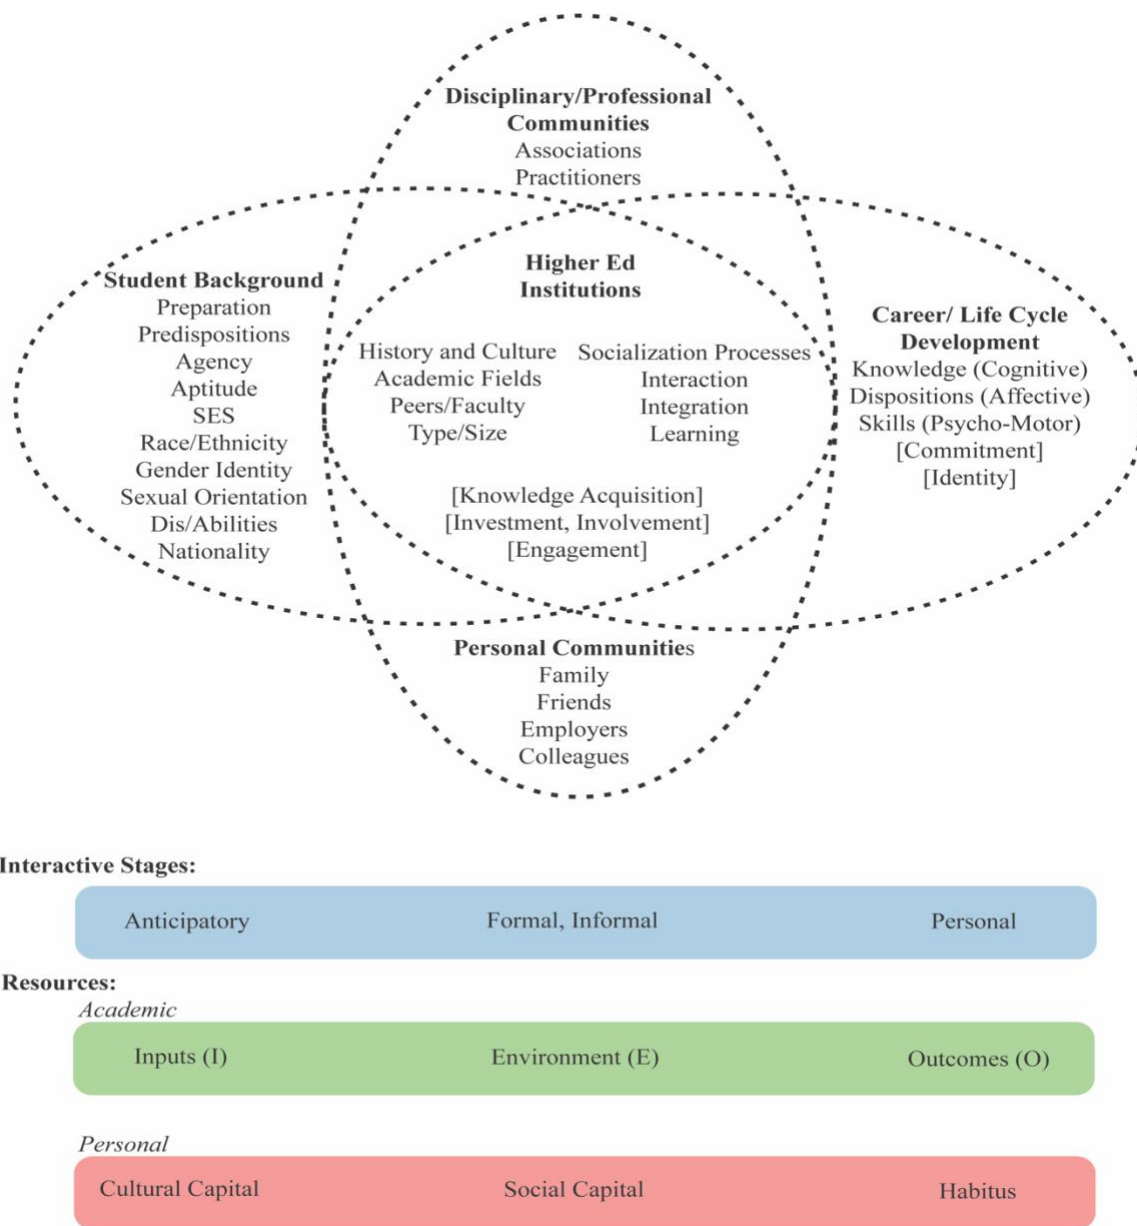 Disciplinary/Professional
Communities
Associations
Practitioners
Student Background
Preparation
Predispositions
Agency
Aptitude
SES
Race/Ethnicity
Gender Identity
Sexual Orientation
Dis/Abilities
Nationality
Higher Ed
Institutions
History and Culture
Academic Fields
Peers/Faculty
Type/Size
Socialization Processes
Interaction
Integration
Learning
[Knowledge Acquisition]
[Investment, Involvement]
[Engagement]
Career/ Life Cycle
Development
Knowledge (Cognitive)
Dispositions (Affective)
Skills (Psycho-Motor)
[Commitment]
[Identity]
Personal Communities
Family
Friends
Employers
Colleagues
Interactive Stages:
Anticipatory
Formal, Informal
Personal
Resources:
Academic
Inputs (I)
Environment (E)
Outcomes (O)
Personal
Cultural Capital
Social Capital
Habitus